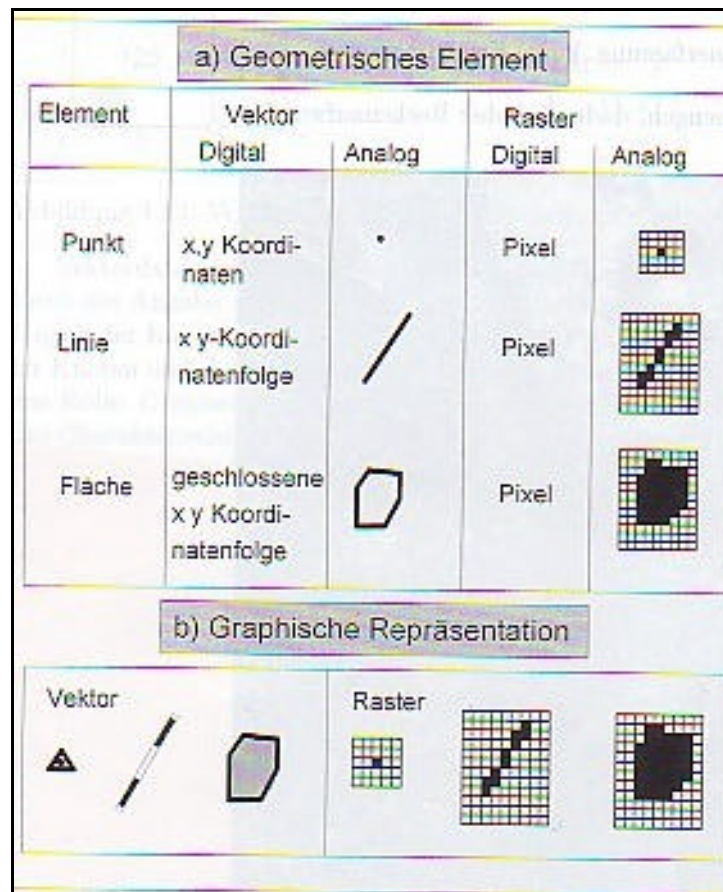 a) Geometrisches Element
Element Vektor Raster
Digital Analog Digital Analog
Punkt x,y Koordi- Pixel
naten
Linie x y-Koordi- Pixel
natenfolge
Fläche geschlossene Pixel
x y Koordi-
natenfolge
b) Graphische Repräsentation
Vektor Raster